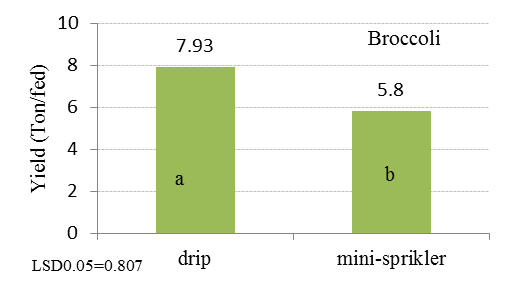 Broccoli
Yield (Ton/fed)
10
8
6
4
2
0
7.93
5.8
a
b
drip
mini-sprikler
LSD0.05=0.807